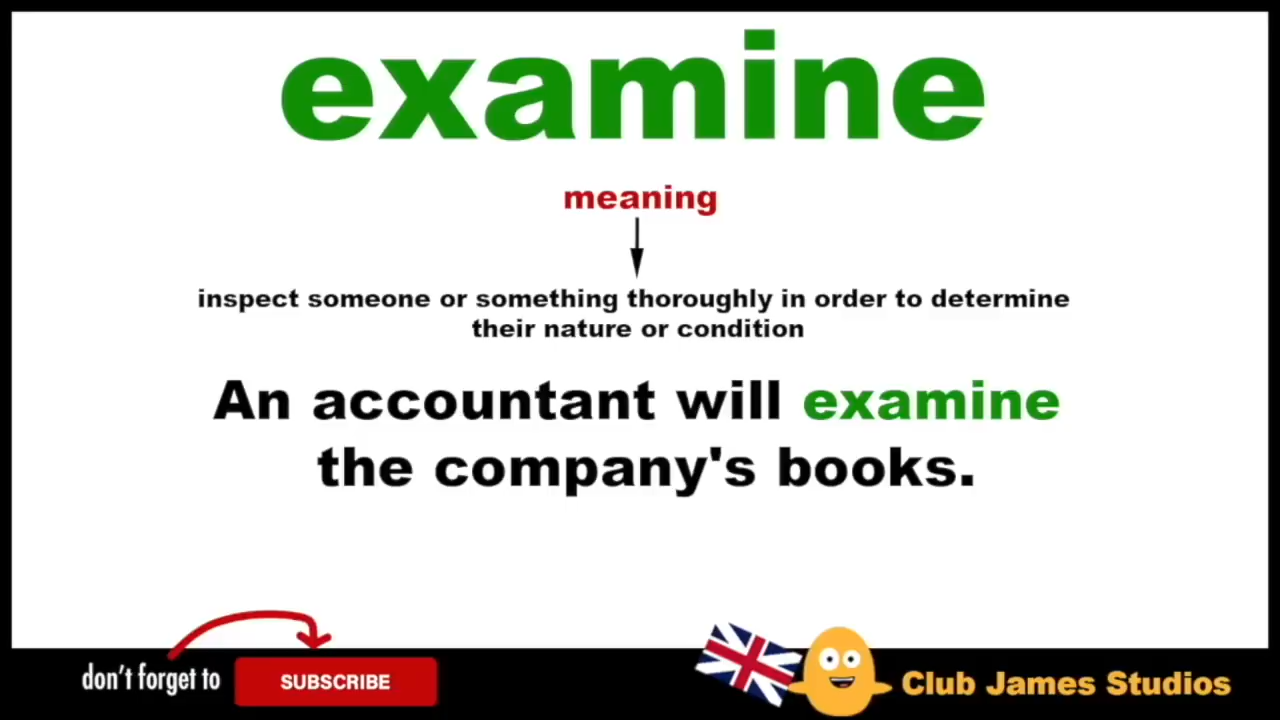 examine
meaning
inspect someone or something thoroughly in order to determine
their nature or condition
An accountant will examine
the company's books.
don't forget to
SUBSCRIBE
Club James Studios